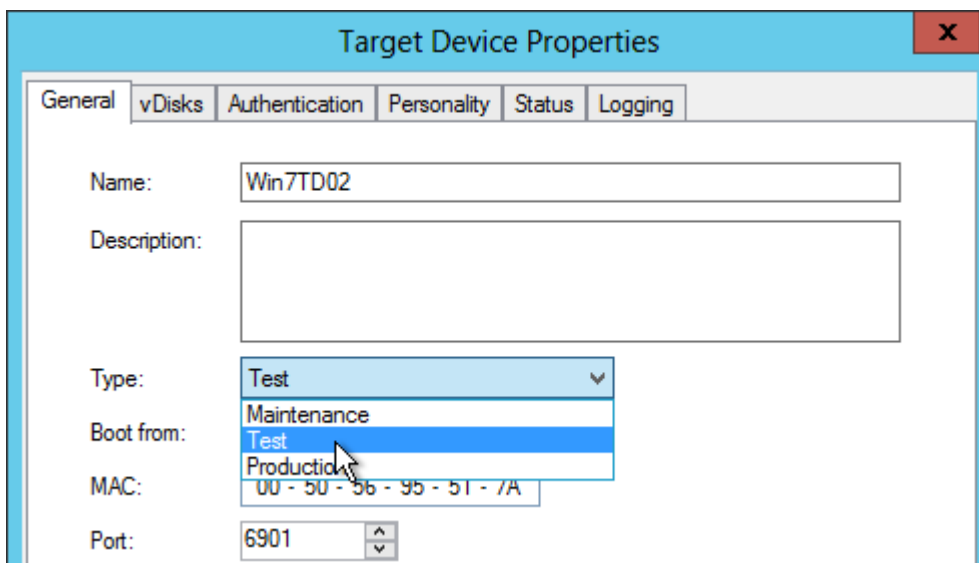 Target Device Properties
x
General vDisks Authentication Personality Status Logging
Name: Win7TD02
Description:
Type: Test
Maintenance
Boot from: Test
Production
MAC: 00 - 50 - 56 - 95 - 51 - 7A
Port: 6901